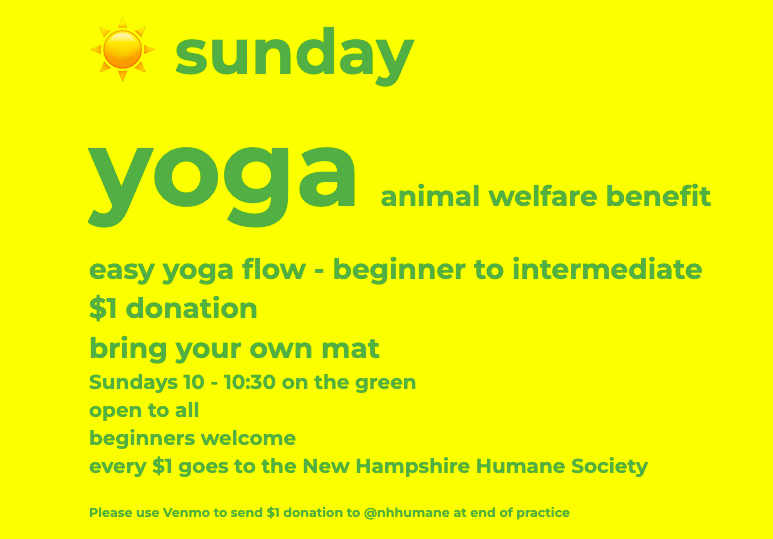 sunday
yoga animal welfare benefit
easy yoga flow - beginner to intermediate
$1 donation
bring your own mat
Sundays 10 - 10:30 on the green
open to all
beginners welcome
every $1 goes to the New Hampshire Humane Society
Please use Venmo to send $1 donation to @nhhumane at end of practice